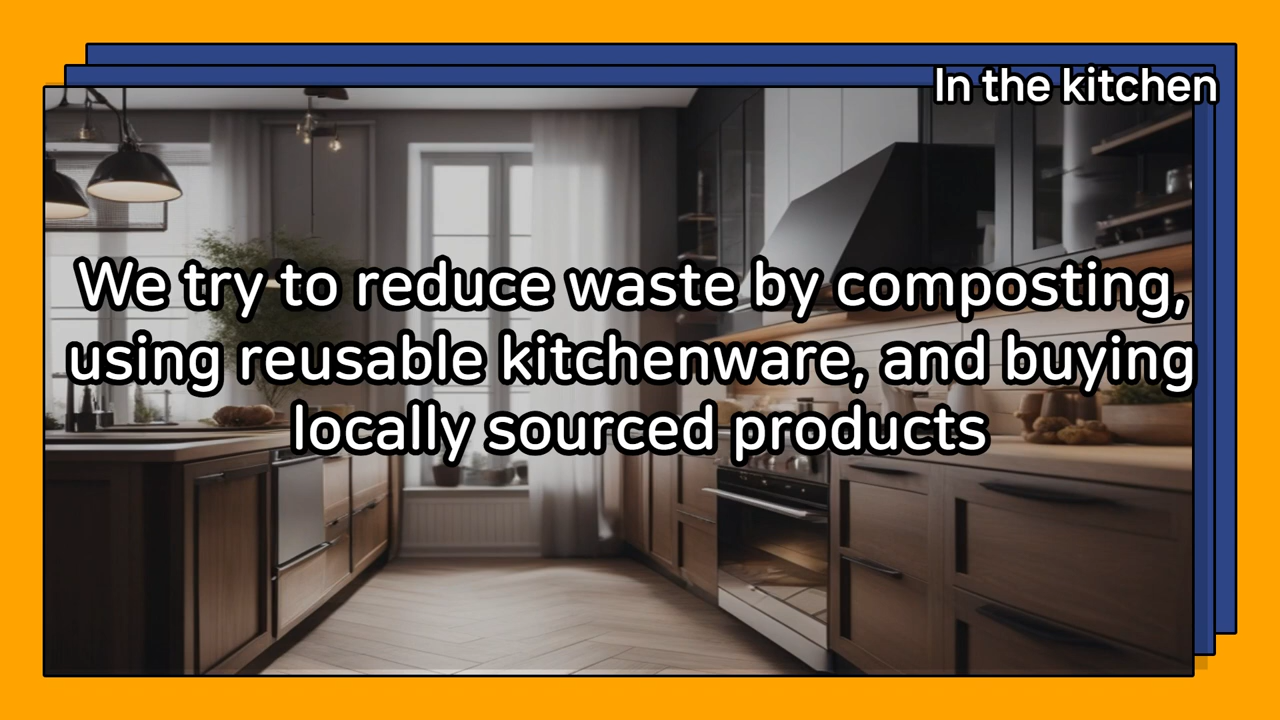 In the kitchen
We try to reduce waste by composting,
using reusable kitchenware, and buying
locally sourced products